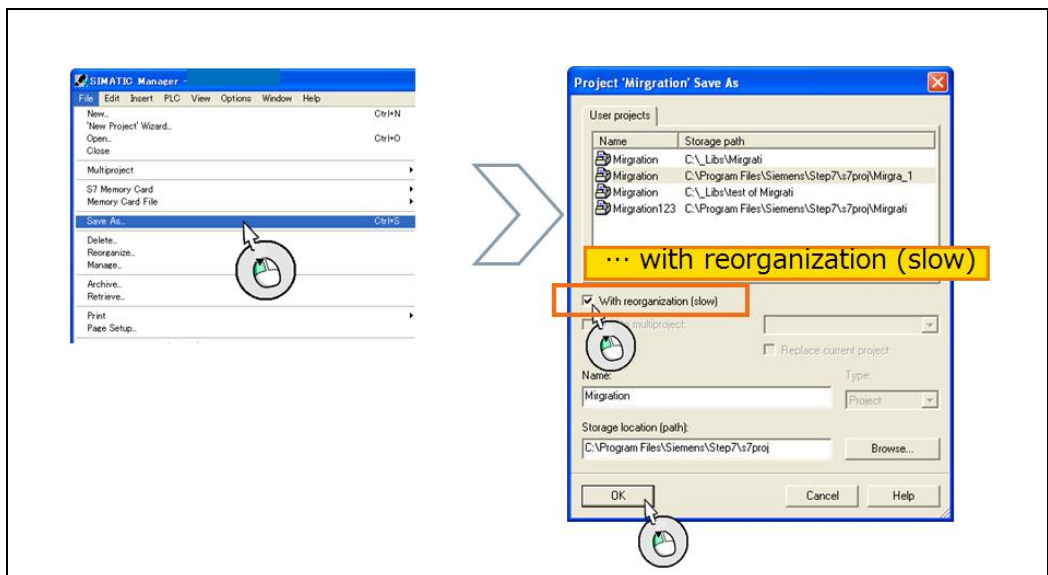 SIMATIC Manager -
File Edit Insert PLC View Options Window Help
New... Ctrl+N
'New Project' Wizard...
Open... Ctrl+O
Close
Multiproject
S7 Memory Card
Memory Card File
Save As... Ctrl+S
Delete...
Reorganize...
Manage...
Archive...
Retrieve...
Print
Page Setup...
Project 'Mirgration' Save As
User projects
Name Storage path
Mirgration C:\_Libs\Mirgrati
Mirgration C:\Program Files\Siemens\Step7\s7proj\Mirgra_1
Mirgration C:\_Libs\test of Mirgrati
Mirgration123 C:\Program Files\Siemens\Step7\s7proj\Mirgrati
... with reorganization (slow)
With reorganization (slow)
multiproject:
Replace current project
Name: Type:
Mirgration Project
Storage location (path):
C:\Program Files\Siemens\Step7\s7proj Browse...
OK Cancel Help